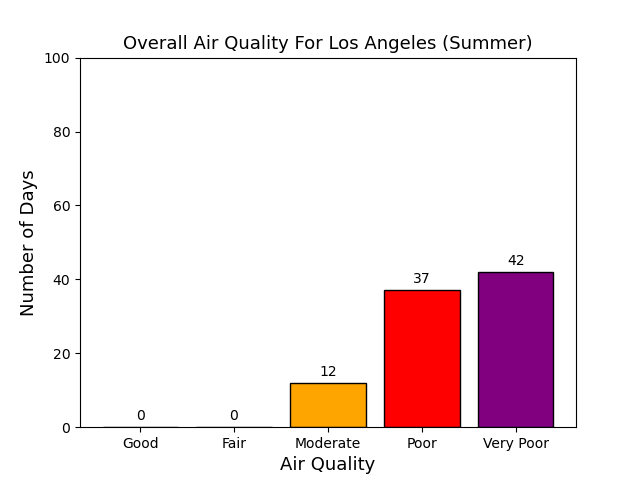 Overall Air Quality For Los Angeles (Summer)
100
80
60
40
20
0
Number of Days
0
0
12
37
42
Good
Fair
Moderate
Poor
Very Poor
Air Quality